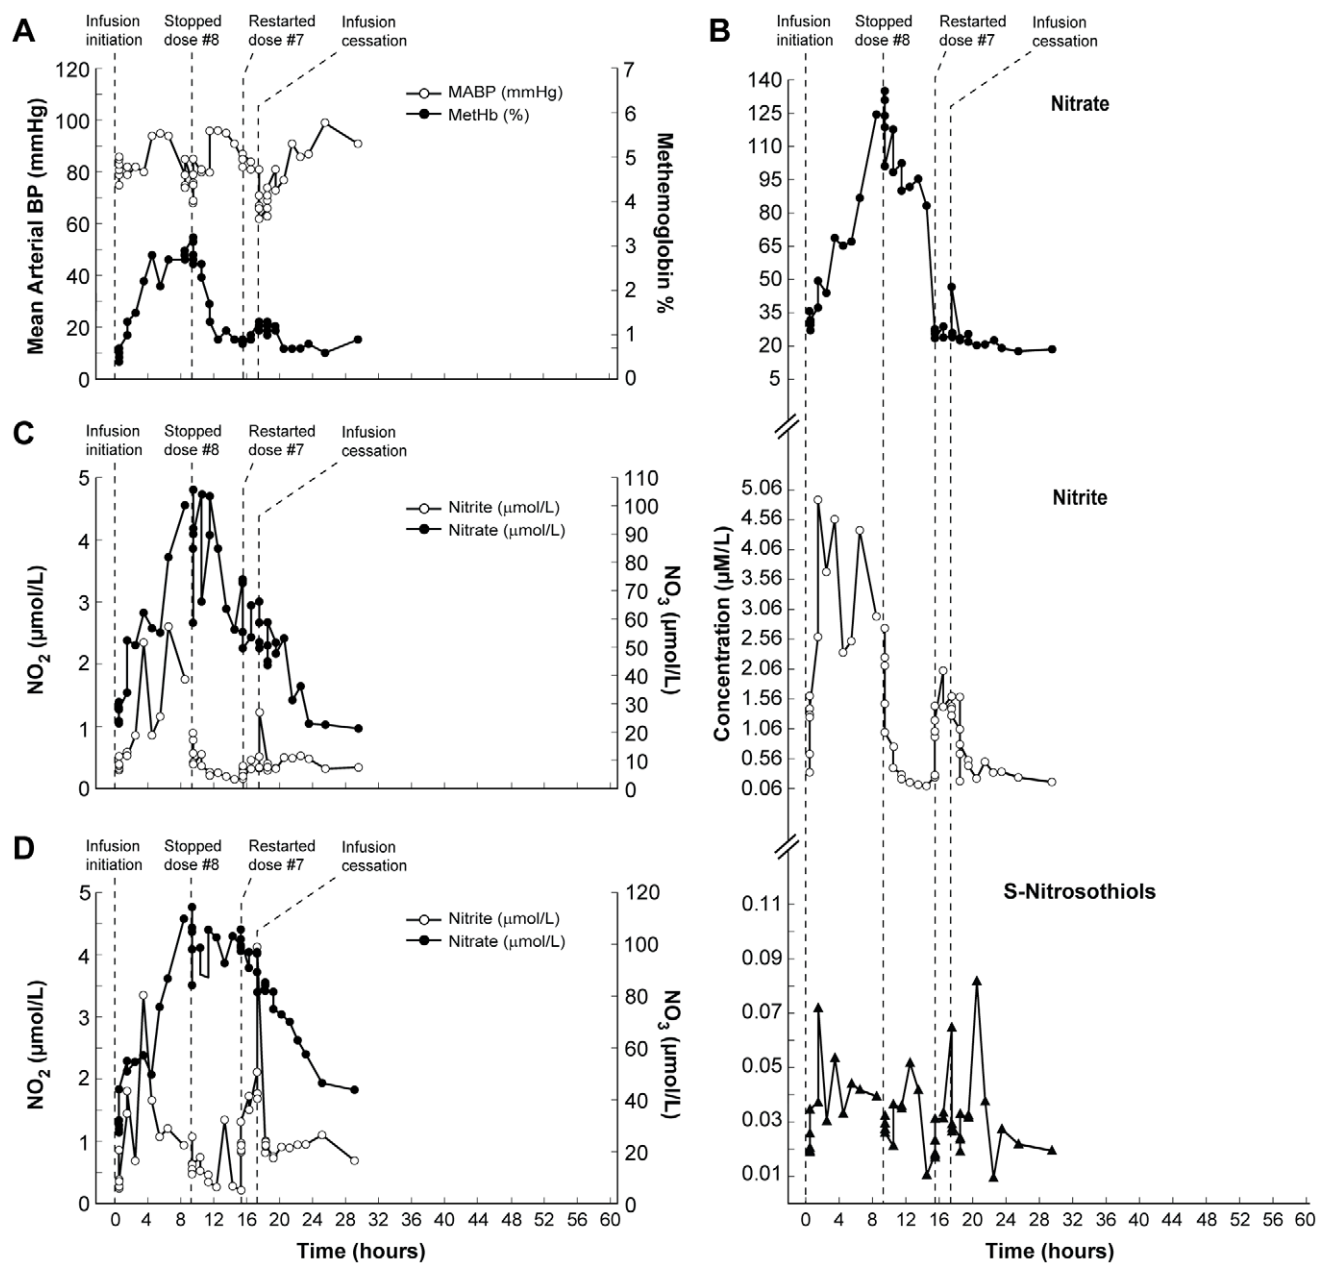 A
Infusion initiation
Stopped dose #8
Restarted dose #7
Infusion cessation
Mean Arterial BP (mmHg)
120
100
80
60
40
20
0
MABP (mmHg)
MetHb (%)
7
6
5
4
3
2
1
0
Methemoglobin %
B
Infusion initiation
Stopped dose #8
Restarted dose #7
Infusion cessation
Nitrate
140
125
110
95
80
65
50
35
20
5
Nitrite
Concentration (µM/L)
5.06
4.56
4.06
3.56
3.06
2.56
2.06
1.56
1.06
0.56
0.06
S-Nitrosothiols
0.11
0.09
0.07
0.05
0.03
0.01
0 4 8 12 16 20 24 28 32 36 40 44 48 52 56 60
Time (hours)
C
Infusion initiation
Stopped dose #8
Restarted dose #7
Infusion cessation
NO2 (µmol/L)
5
4
3
2
1
0
Nitrite (µmol/L)
Nitrate (µmol/L)
110
100
90
80
70
60
50
40
30
20
10
0
NO3 (µmol/L)
D
Infusion initiation
Stopped dose #8
Restarted dose #7
Infusion cessation
NO2 (µmol/L)
5
4
3
2
1
0
Nitrite (µmol/L)
Nitrate (µmol/L)
120
100
80
60
40
20
0
NO3 (µmol/L)
0 4 8 12 16 20 24 28 32 36 40 44 48 52 56 60
Time (hours)